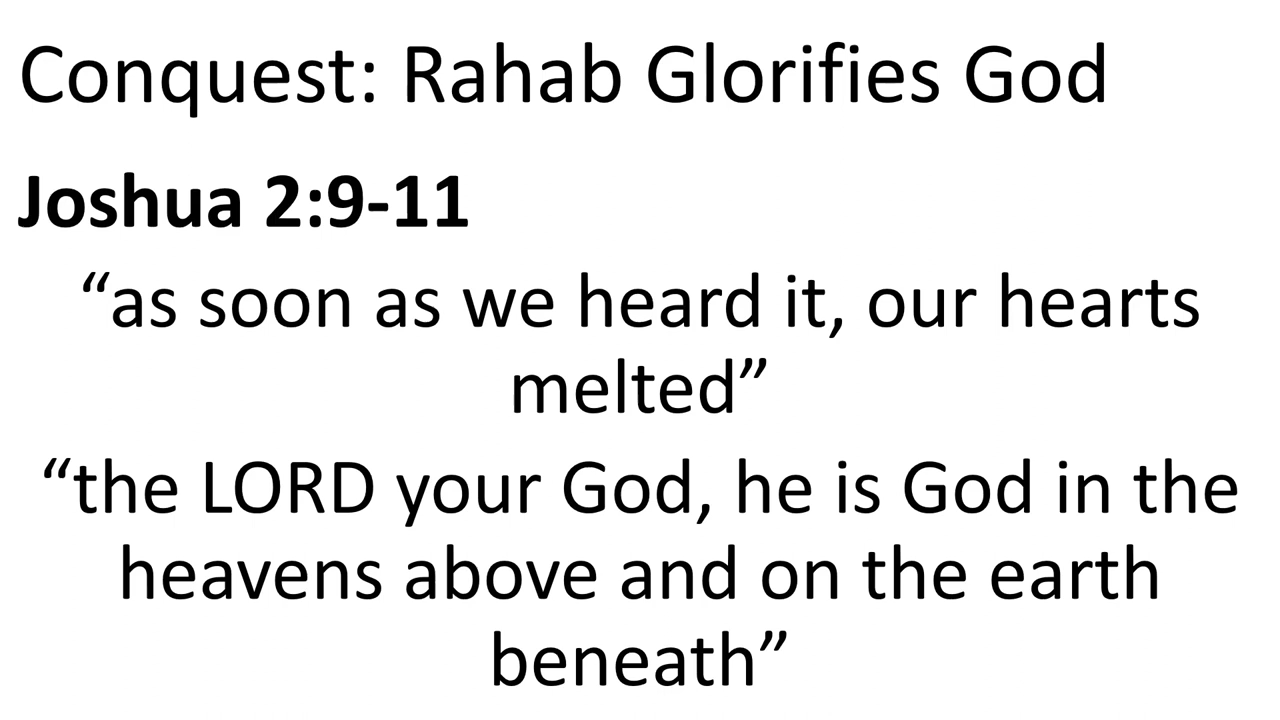 Conquest: Rahab Glorifies God
Joshua 2:9-11
“as soon as we heard it, our hearts
melted”
“the LORD your God, he is God in the
heavens above and on the earth
beneath”